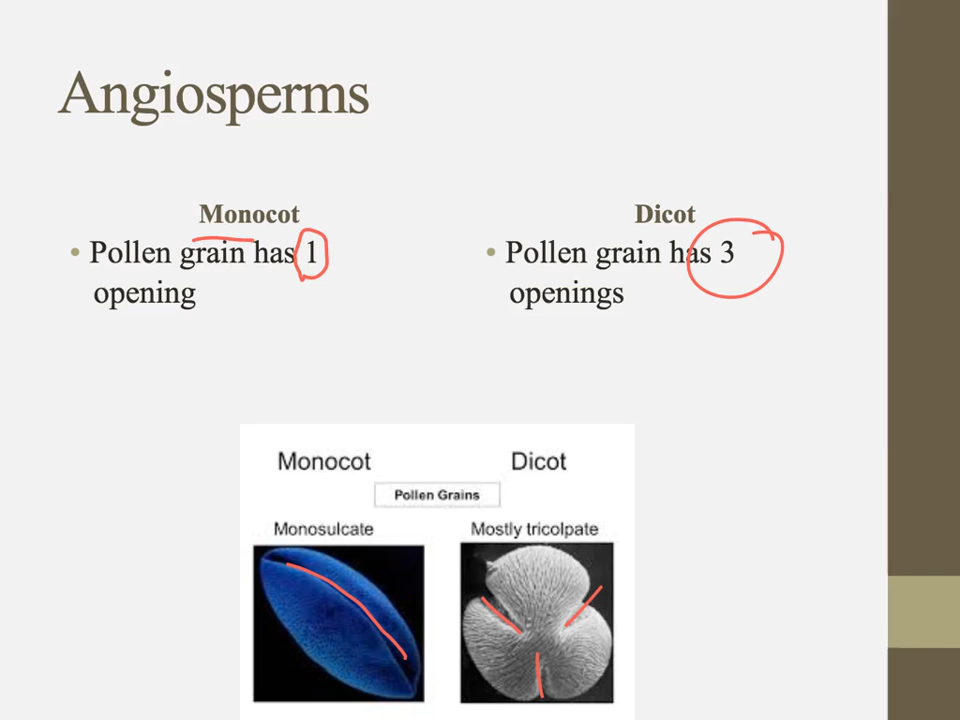 Angiosperms
Monocot
• Pollen grain has 1
opening
Dicot
• Pollen grain has 3
openings
Monocot
Dicot
Pollen Grains
Monosulcate
Mostly tricolpate